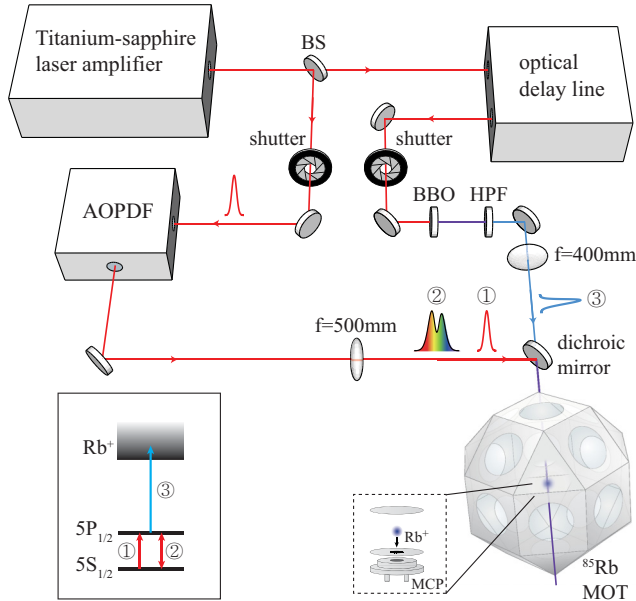 Titanium-sapphire
laser amplifier
BS
optical
delay line
shutter
shutter
AOPDF
BBO
HPF
f=400mm
②
①
③
f=500mm
dichroic
mirror
Rb⁺
③
5P₁/₂
①
②
5S₁/₂
Rb⁺
MCP
⁸⁵Rb
MOT